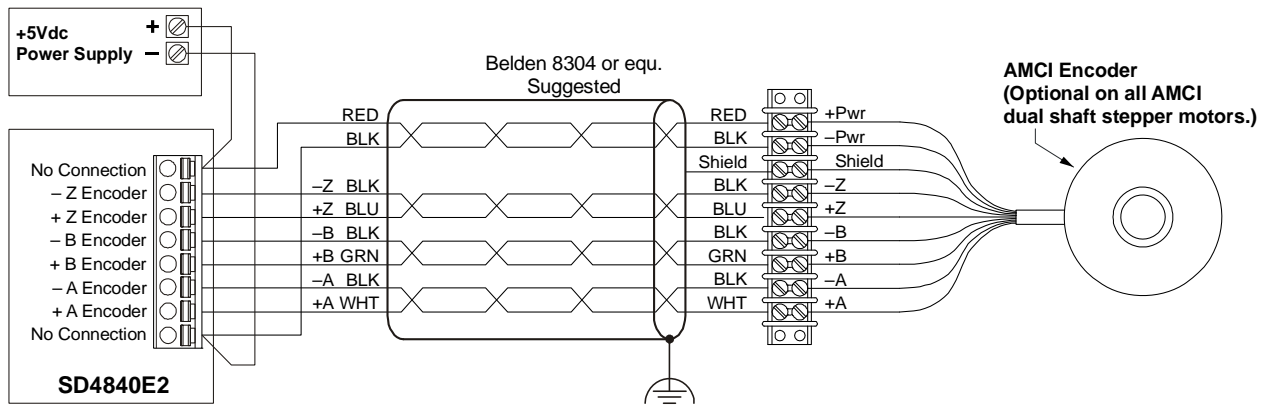 +5Vdc +
Power Supply –
Belden 8304 or equ.
Suggested
AMCI Encoder
(Optional on all AMCI
dual shaft stepper motors.)
RED RED +Pwr
BLK BLK –Pwr
No Connection Shield Shield
– Z Encoder –Z BLK BLK –Z
+ Z Encoder +Z BLU BLU +Z
– B Encoder –B BLK BLK –B
+ B Encoder +B GRN GRN +B
– A Encoder –A BLK BLK –A
+ A Encoder +A WHT WHT +A
No Connection
SD4840E2